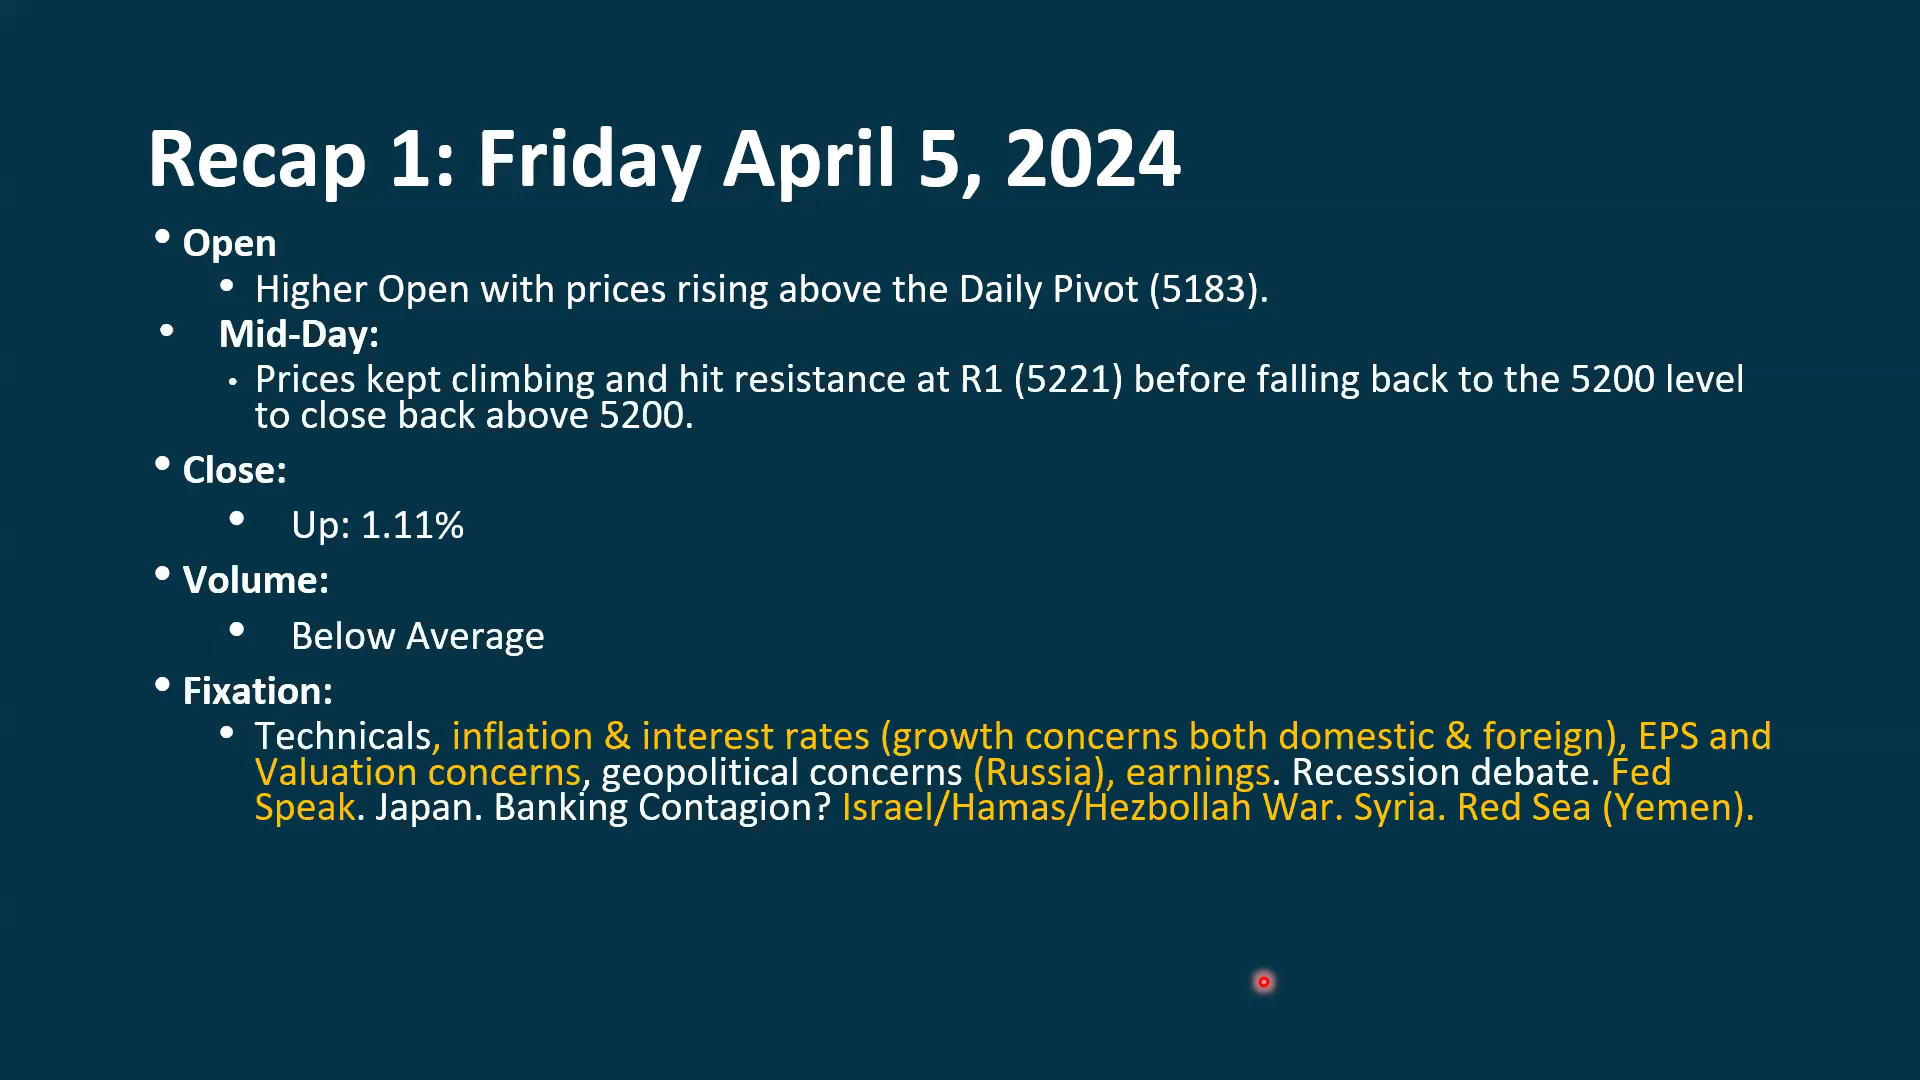 Recap 1: Friday April 5, 2024
• Open
• Higher Open with prices rising above the Daily Pivot (5183).
• Mid-Day:
• Prices kept climbing and hit resistance at R1 (5221) before falling back to the 5200 level
to close back above 5200.
• Close:
• Up: 1.11%
• Volume:
• Below Average
• Fixation:
• Technicals, inflation & interest rates (growth concerns both domestic & foreign), EPS and
Valuation concerns, geopolitical concerns (Russia), earnings. Recession debate. Fed
Speak. Japan. Banking Contagion? Israel/Hamas/Hezbollah War. Syria. Red Sea (Yemen).